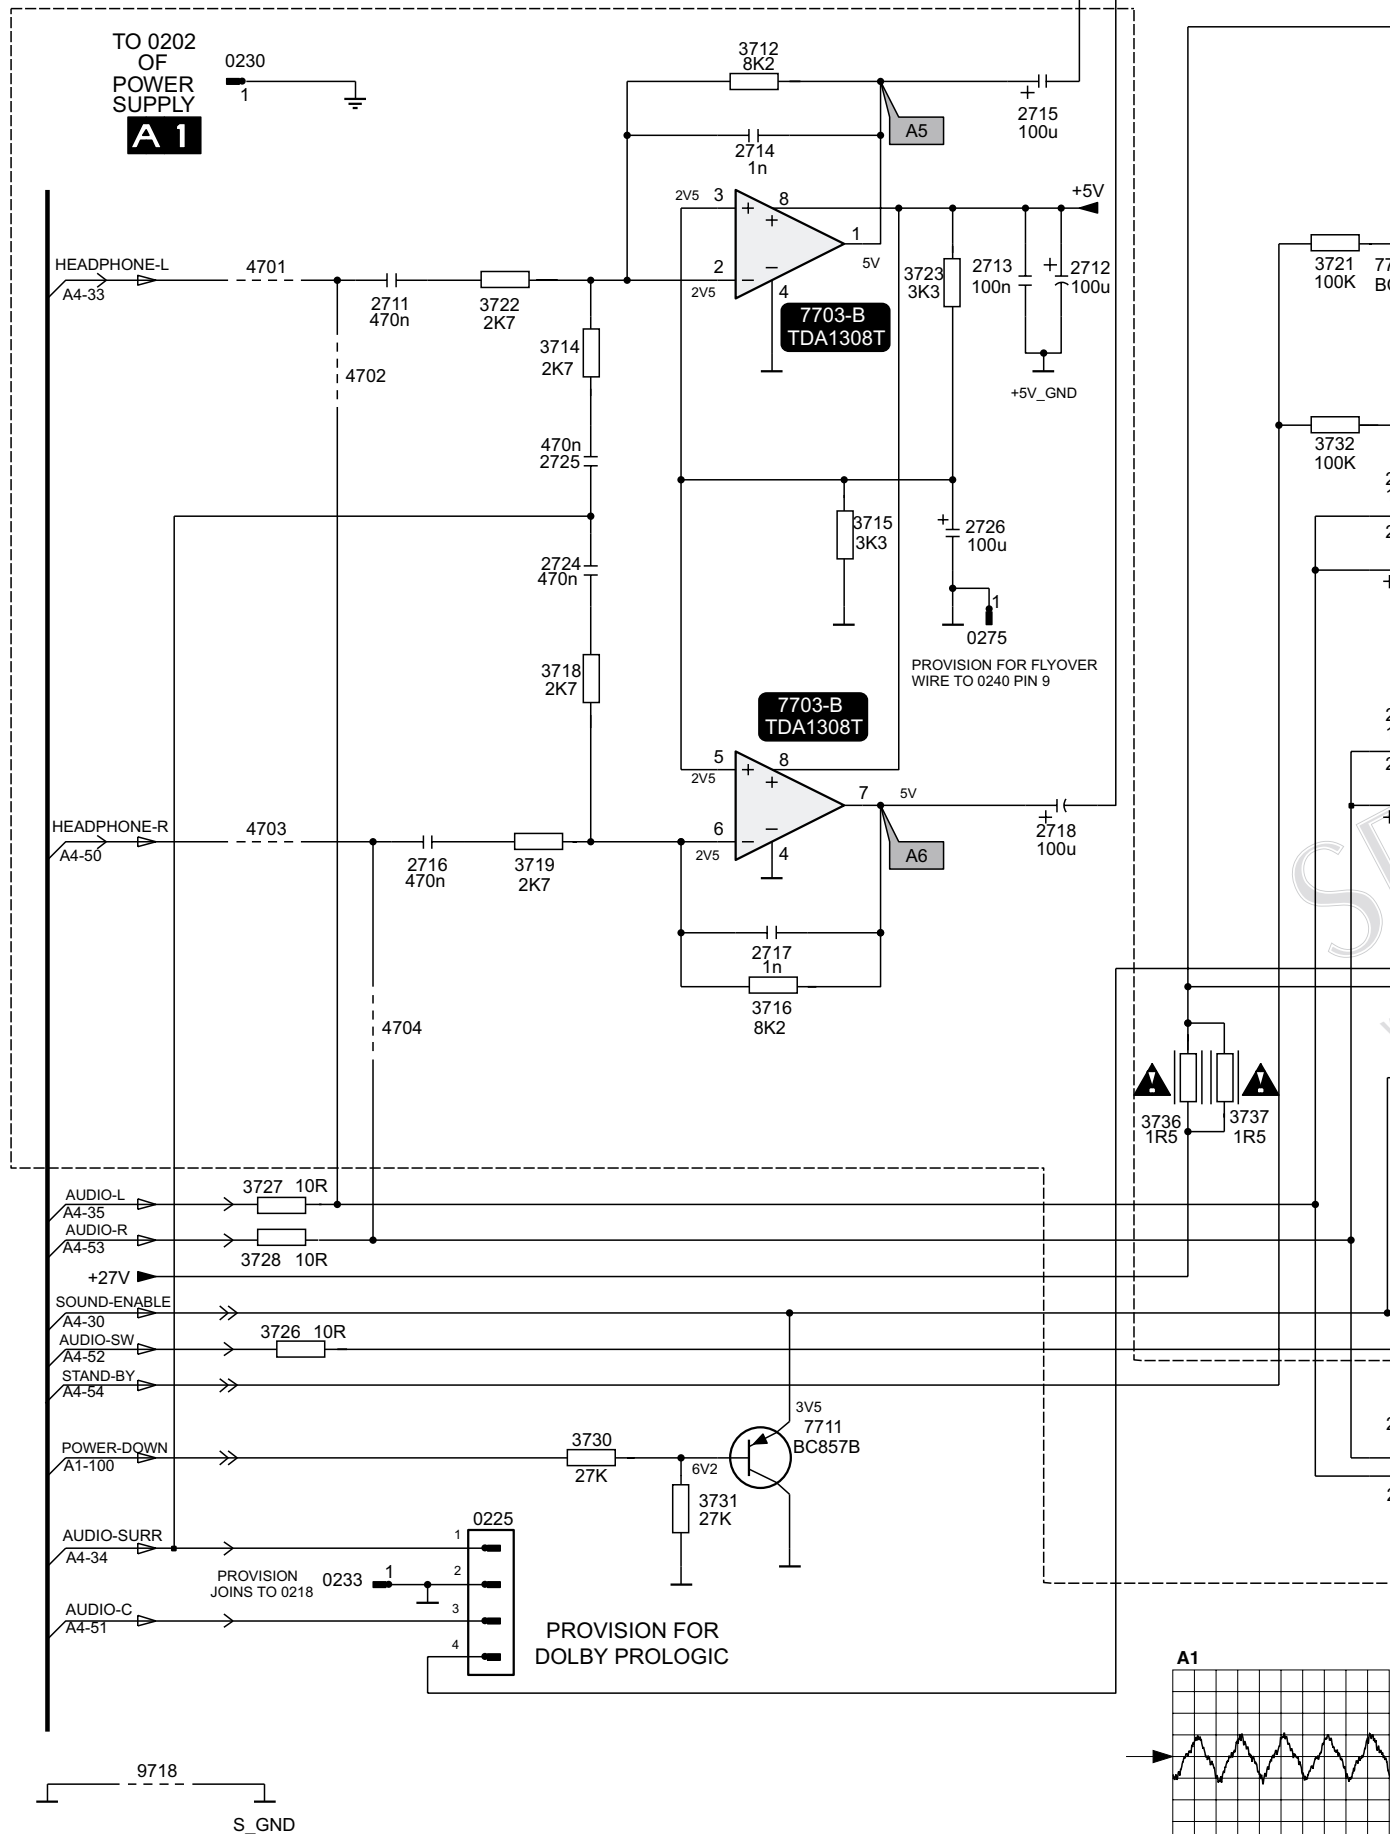 TO 0202
OF
POWER
SUPPLY
A 1
0230
1
3712
8K2
2714
1n
A5
2715
100u
2V5
3
8
+5V
1
5V
2
2V5
4
7703-B
TDA1308T
3723
3K3
2713
100n
2712
100u
+5V_GND
HEADPHONE-L
A4-33
4701
2711
470n
3722
2K7
3714
2K7
4702
470n
2725
3721
100K
3732
100K
3715
3K3
2726
100u
1
0275
PROVISION FOR FLYOVER
WIRE TO 0240 PIN 9
2724
470n
3718
2K7
7703-B
TDA1308T
5
2V5
8
7
5V
6
2V5
4
A6
2718
100u
HEADPHONE-R
A4-50
4703
2716
470n
3719
2K7
2717
1n
3716
8K2
4704
3736
1R5
3737
1R5
AUDIO-L
A4-35
3727 10R
AUDIO-R
A4-53
3728 10R
+27V
SOUND-ENABLE
A4-30
AUDIO-SW
A4-52
3726 10R
STAND-BY
A4-54
POWER-DOWN
A1-100
3730
27K
6V2
3V5
7711
BC857B
3731
27K
0225
AUDIO-SURR
A4-34
1
PROVISION
JOINS TO 0218
0233
1
2
AUDIO-C
A4-51
3
4
PROVISION FOR
DOLBY PROLOGIC
A1
9718
S_GND